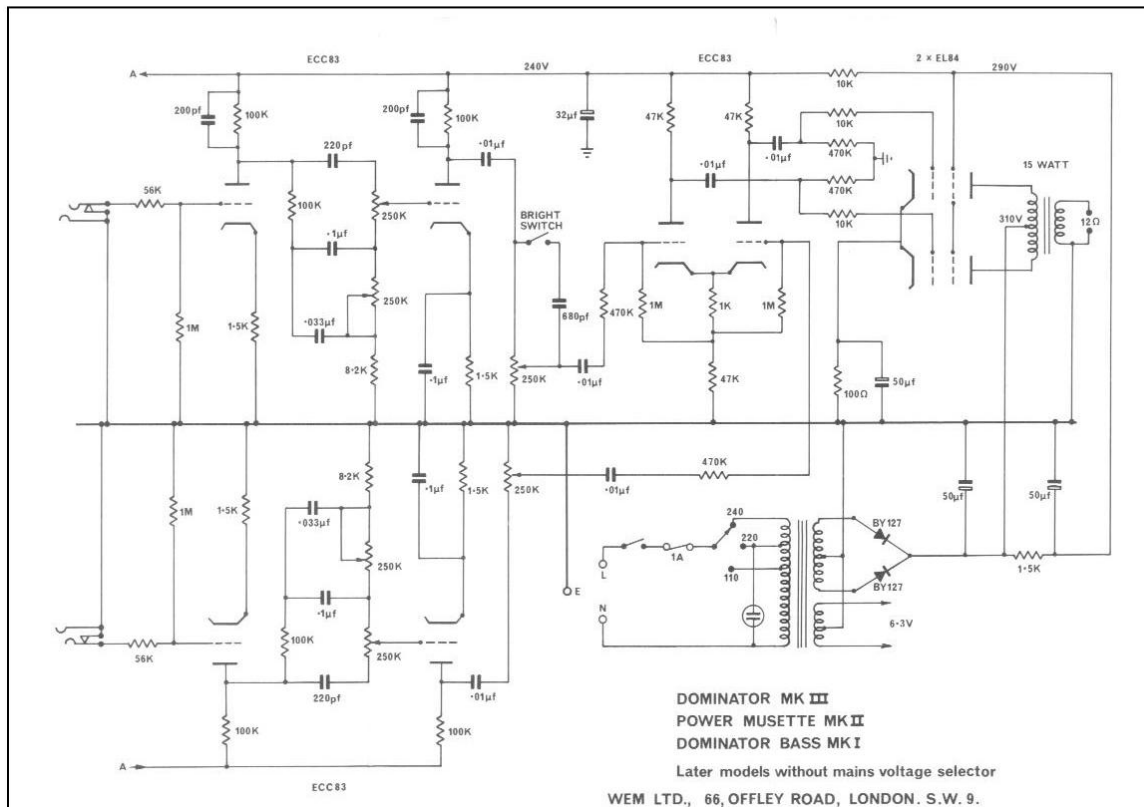 ECC83
ECC83
2 × EL84
A
240V
290V
200pf
100K
200pf
100K
32µf
47K
47K
10K
10K
·01µf
220pf
·01µf
·01µf
470K
470K
15 WATT
56K
100K
250K
10K
310V
12Ω
·1µf
BRIGHT
SWITCH
250K
680pf
470K
1M
1K
1M
1M
1·5K
·033µf
8·2K
·1µf
1·5K
250K
·01µf
47K
100Ω
50µf
8·2K
·1µf
1·5K
250K
·01µf
470K
1M
1·5K
·033µf
50µf
50µf
240
220
110
BY127
BY127
1A
L
250K
E
1·5K
·1µf
N
6·3V
56K
100K
250K
220pf
·01µf
100K
100K
A
ECC83
DOMINATOR MK III
POWER MUSETTE MK II
DOMINATOR BASS MK I
Later models without mains voltage selector
WEM LTD., 66, OFFLEY ROAD, LONDON. S.W. 9.